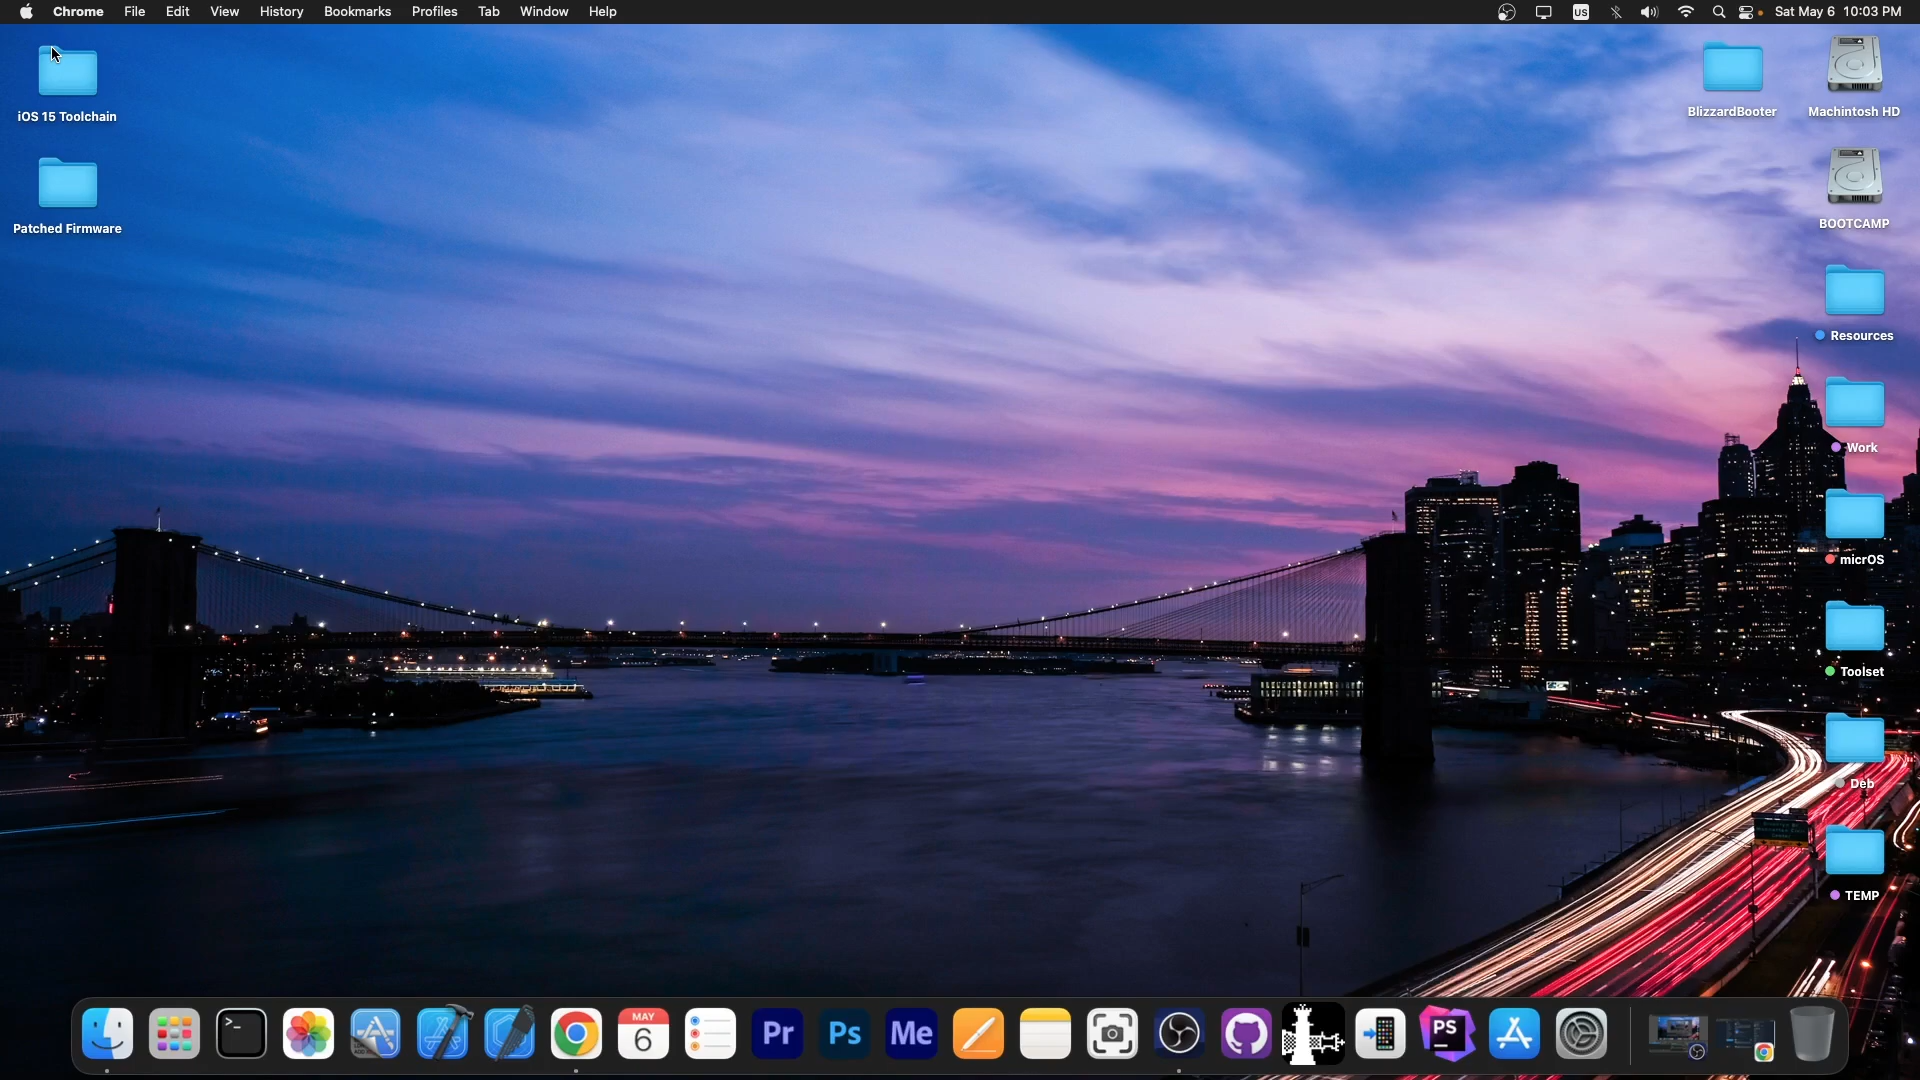 Chrome File Edit View History Bookmarks Profiles Tab Window Help
US
Sat May 6 10:03 PM
iOS 15 Toolchain
Patched Firmware
BlizzardBooter
Machintosh HD
BOOTCAMP
Resources
Work
micrOS
Toolset
Deb
TEMP
>_
MAY
6
Pr
Ps
Me
PS